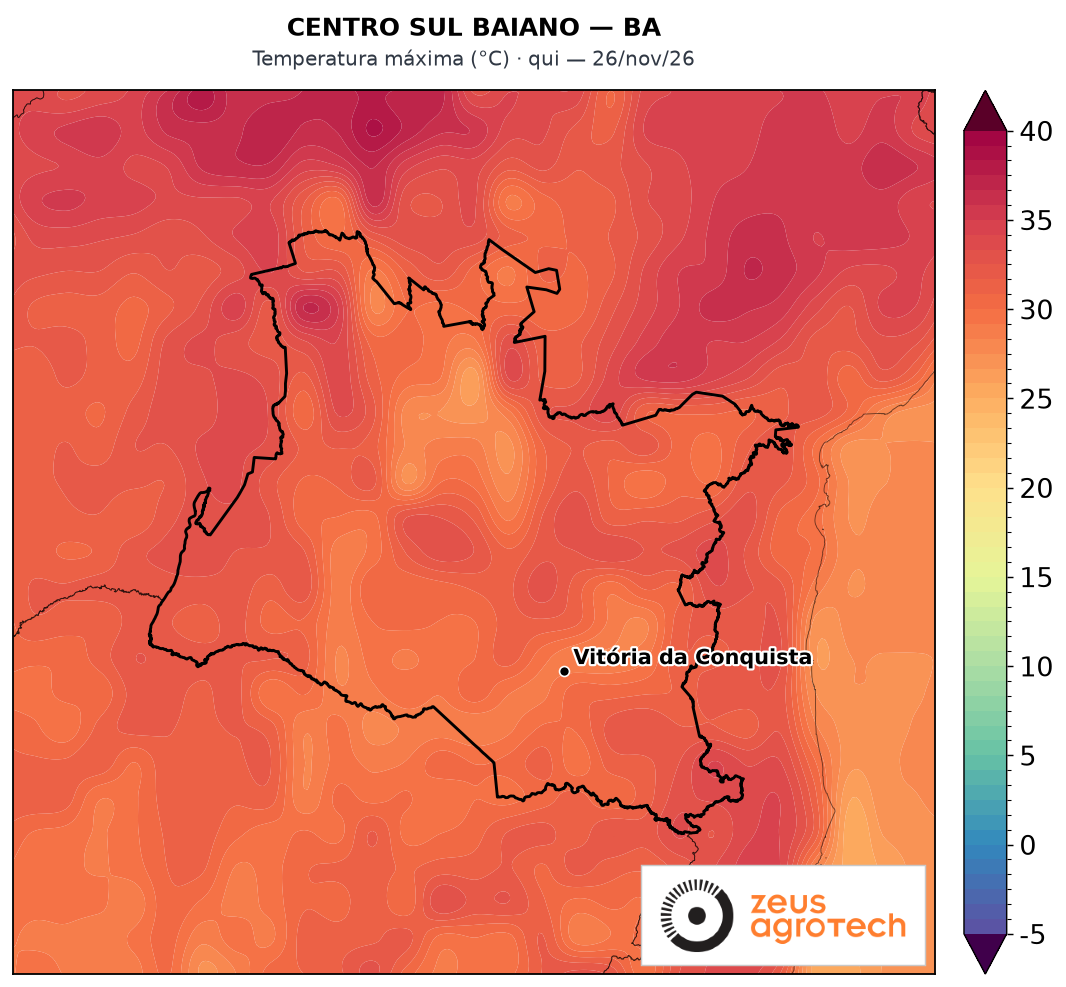 CENTRO SUL BAIANO — BA
Temperatura máxima (°C) · qui — 26/nov/26
40
35
30
25
20
15
10
5
0
-5
Vitória da Conquista
zeus
agrotech